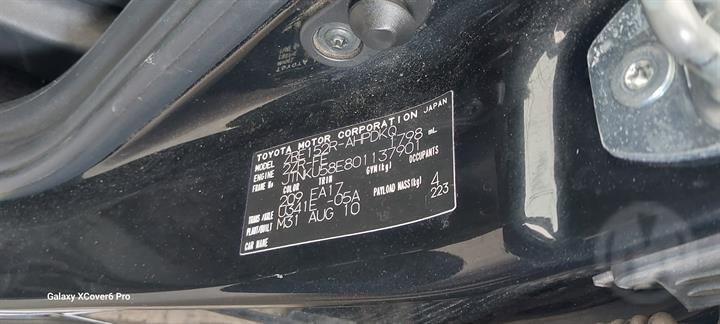 TOYOTA MOTOR CORPORATION JAPAN
MODEL ZRE152R-AHPDKQ
ENGINE 2ZR-FE 1798 mL
FRAME No. JTNKU58E801137901
COLOR TRIM GVM(kg) OCCUPANTS
209 EA17 4
TRANS/AXLE U341E -05A PAYLOAD MASS(kg) 223
PLANT/BUILT M31 AUG 10
CAR NAME
Galaxy XCover6 Pro